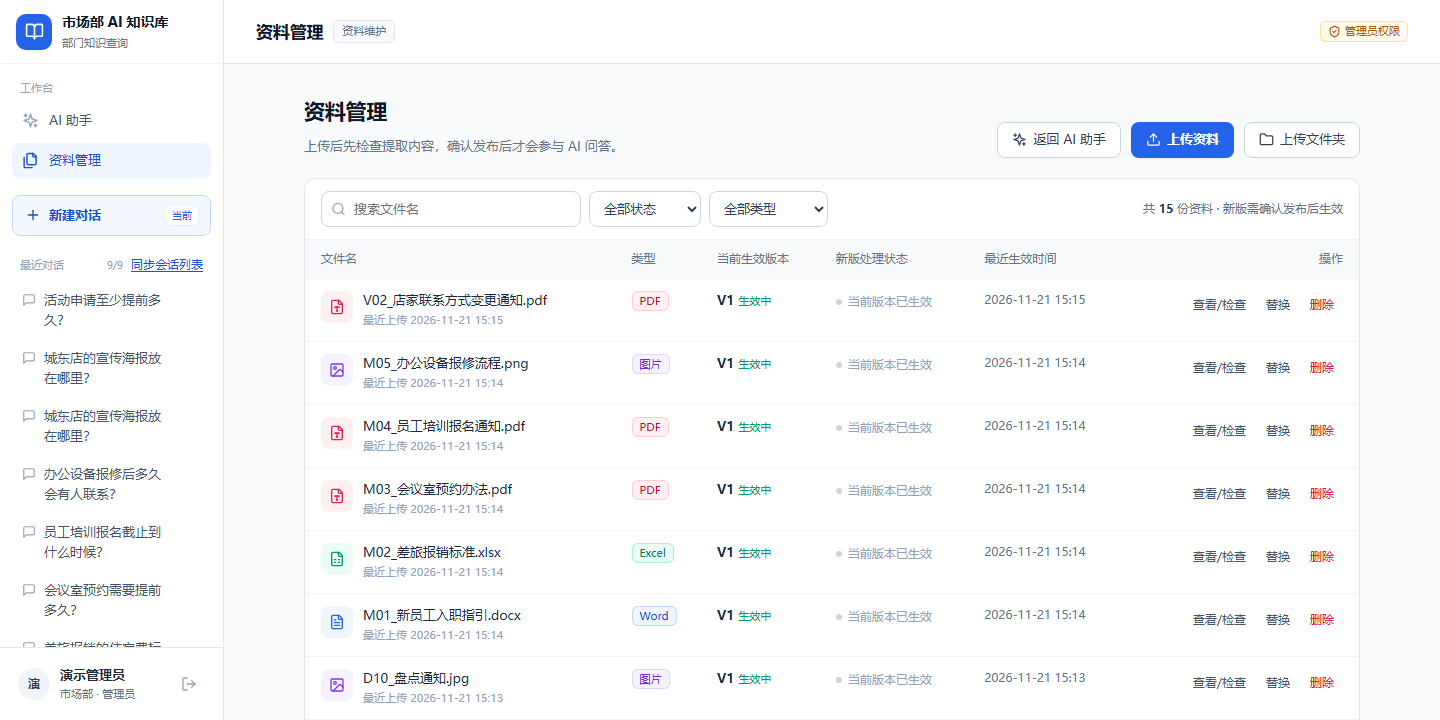 市场部 AI 知识库
部门知识查询
工作台
AI 助手
资料管理
新建对话 当前
最近对话 9/9 同步会话列表
活动申请至少提前多
久?
城东店的宣传海报放
在哪里?
城东店的宣传海报放
在哪里?
办公设备报修后多久
会有人联系?
员工培训报名截止到
什么时候?
会议室预约需要提前
多久?
演 演示管理员
市场部 · 管理员
资料管理 资料维护 管理员权限
资料管理
上传后先检查提取内容，确认发布后才会参与 AI 问答。
返回 AI 助手 上传资料 上传文件夹
搜索文件名 全部状态 全部类型 共 15 份资料 · 新版需确认发布后生效
文件名 类型 当前生效版本 新版处理状态 最近生效时间 操作
V02_店家联系方式变更通知.pdf PDF V1 生效中 当前版本已生效 2026-11-21 15:15 查看/检查 替换 删除
最近上传 2026-11-21 15:15
M05_办公设备报修流程.png 图片 V1 生效中 当前版本已生效 2026-11-21 15:14 查看/检查 替换 删除
最近上传 2026-11-21 15:14
M04_员工培训报名通知.pdf PDF V1 生效中 当前版本已生效 2026-11-21 15:14 查看/检查 替换 删除
最近上传 2026-11-21 15:14
M03_会议室预约办法.pdf PDF V1 生效中 当前版本已生效 2026-11-21 15:14 查看/检查 替换 删除
最近上传 2026-11-21 15:14
M02_差旅报销标准.xlsx Excel V1 生效中 当前版本已生效 2026-11-21 15:14 查看/检查 替换 删除
最近上传 2026-11-21 15:14
M01_新员工入职指引.docx Word V1 生效中 当前版本已生效 2026-11-21 15:14 查看/检查 替换 删除
最近上传 2026-11-21 15:14
D10_盘点通知.jpg 图片 V1 生效中 当前版本已生效 2026-11-21 15:13 查看/检查 替换 删除
最近上传 2026-11-21 15:13